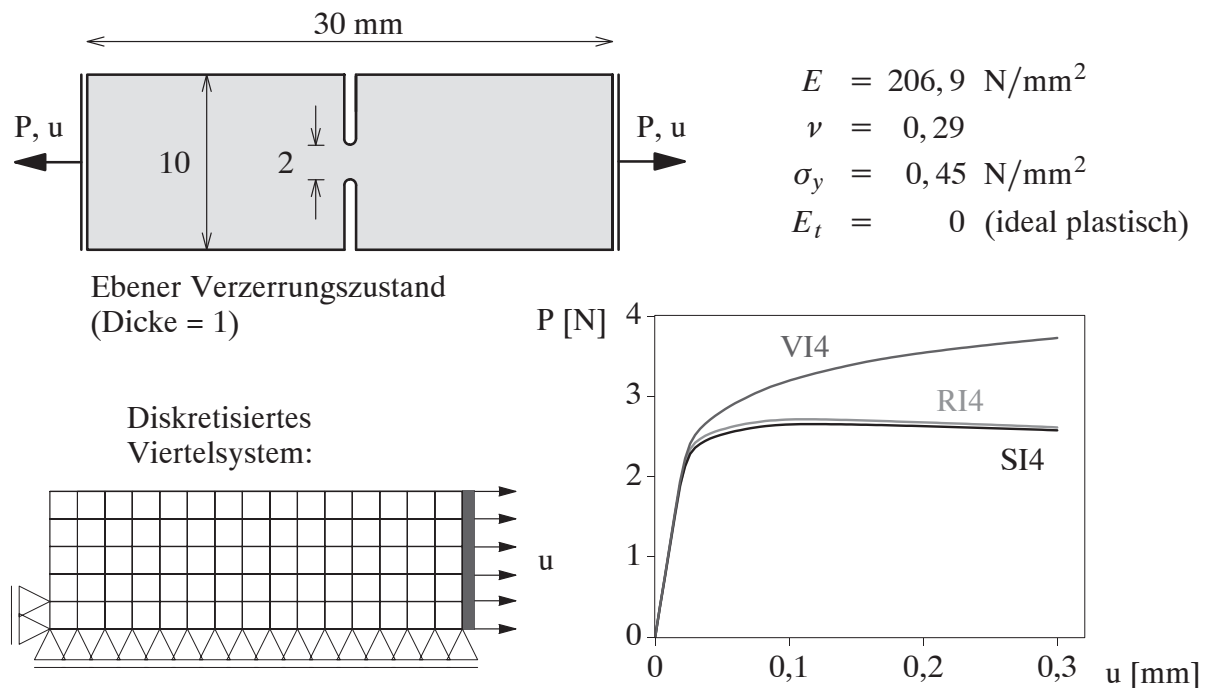 30 mm
P, u
10
2
P, u
E = 206,9 N/mm²
ν = 0,29
σ_y = 0,45 N/mm²
E_t = 0 (ideal plastisch)
Ebener Verzerrungszustand
(Dicke = 1)
Diskretisiertes
Viertelsystem:
u
P [N]
4
3
2
1
0
VI4
RI4
SI4
0
0,1
0,2
0,3
u [mm]